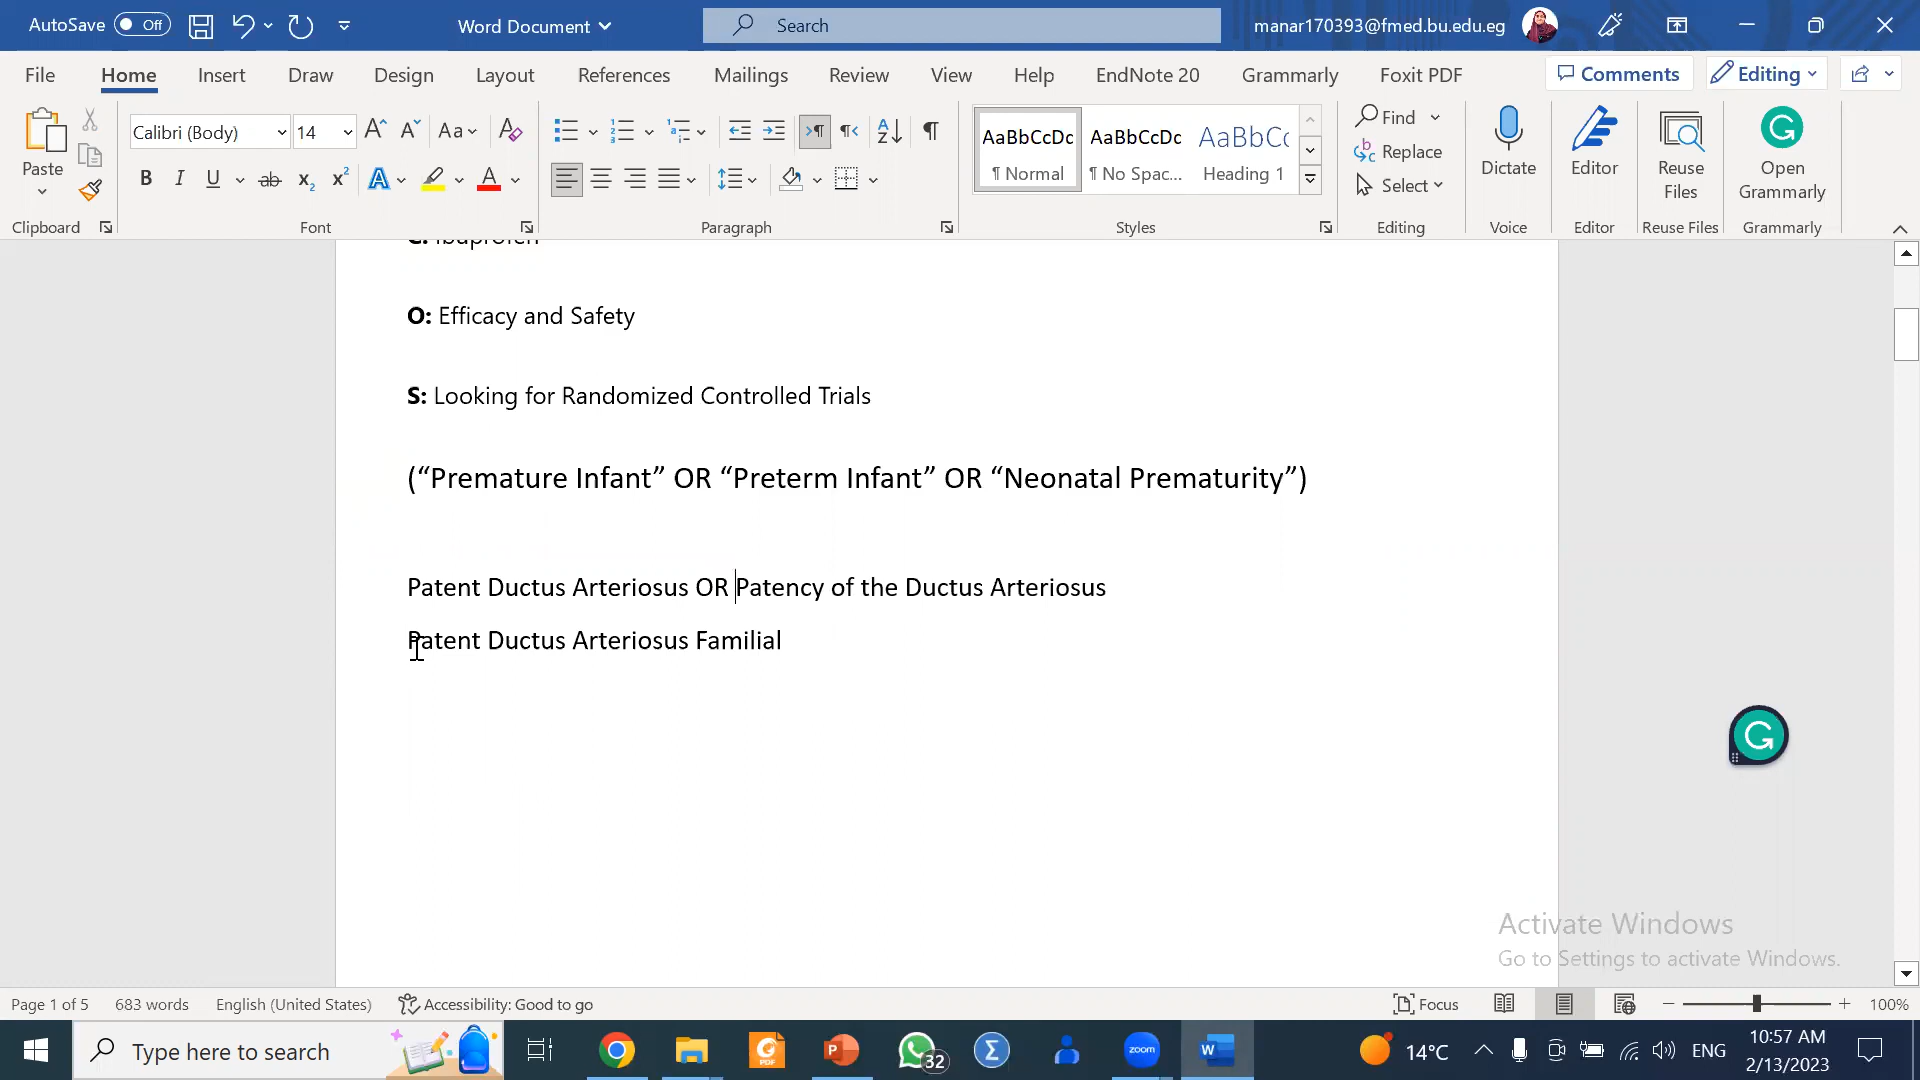 AutoSave Off Word Document Search manar170393@fmed.bu.edu.eg
File Home Insert Draw Design Layout References Mailings Review View Help EndNote 20 Grammarly Foxit PDF Comments Editing
Paste
Clipboard
Calibri (Body) 14
Font
Paragraph
AaBbCcDc AaBbCcDc AaBbCc
¶ Normal ¶ No Spac... Heading 1
Styles
Find
Replace
Select
Editing
Dictate
Voice
Editor
Editor
Reuse Files
Reuse Files
Open Grammarly
Grammarly
C: Ibuprofen
O: Efficacy and Safety
S: Looking for Randomized Controlled Trials
(“Premature Infant” OR “Preterm Infant” OR “Neonatal Prematurity”)
Patent Ductus Arteriosus OR Patency of the Ductus Arteriosus
Patent Ductus Arteriosus Familial
Activate Windows
Go to Settings to activate Windows.
Page 1 of 5 683 words English (United States) Accessibility: Good to go Focus 100%
Type here to search 32 zoom 14°C ENG 10:57 AM
2/13/2023